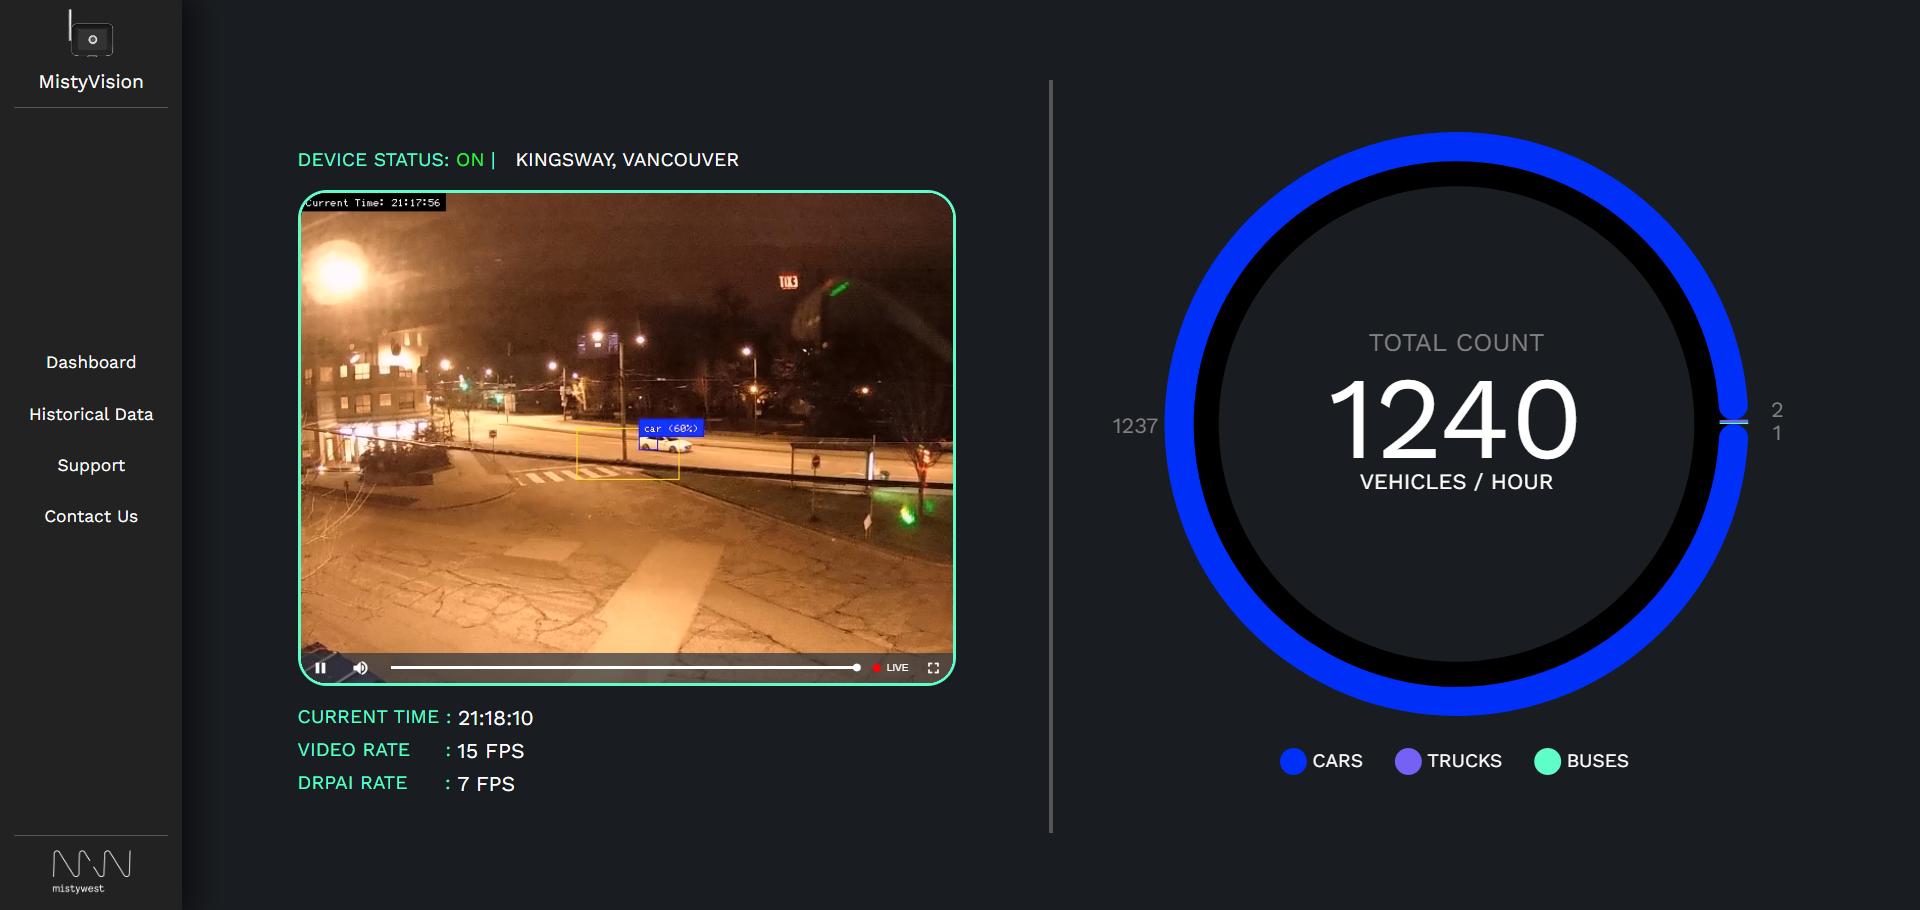 MistyVision
Dashboard
Historical Data
Support
Contact Us
mistywest
DEVICE STATUS: ON | KINGSWAY, VANCOUVER
Current Time: 21:17:56
car (60%)
LIVE
CURRENT TIME : 21:18:10
VIDEO RATE : 15 FPS
DRPAI RATE : 7 FPS
TOTAL COUNT
1240
VEHICLES / HOUR
1237
2
1
CARS
TRUCKS
BUSES